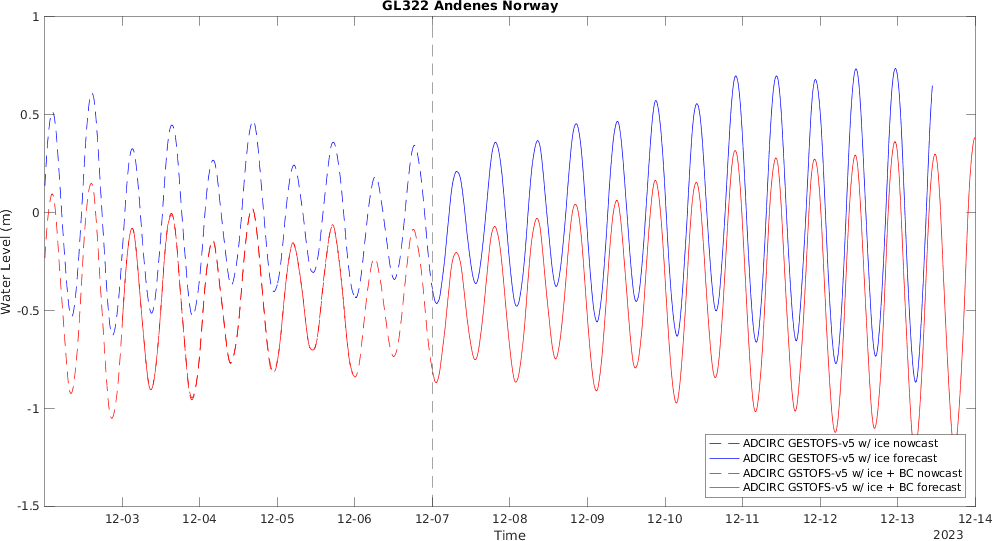 GL322 Andenes Norway
1
0.5
0
-0.5
-1
-1.5
Water Level (m)
ADCIRC GESTOFS-v5 w/ ice nowcast
ADCIRC GESTOFS-v5 w/ ice forecast
ADCIRC GSTOFS-v5 w/ ice + BC nowcast
ADCIRC GSTOFS-v5 w/ ice + BC forecast
12-03 12-04 12-05 12-06 12-07 12-08 12-09 12-10 12-11 12-12 12-13 12-14
Time
2023